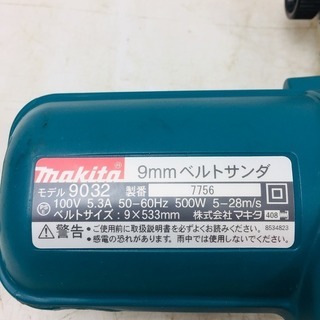 makita 9mmベルトサンダ
モデル 9032 製番 7756
100V 5.3A 50-60Hz 500W 5-28m/s
ベルトサイズ:9×533mm 株式会社マキタ 408
⚠警告 ●ご使用前に取扱説明書を必ずよくお読みください。 8634823
●感電の恐れがあります。雨中では使用しないでください。